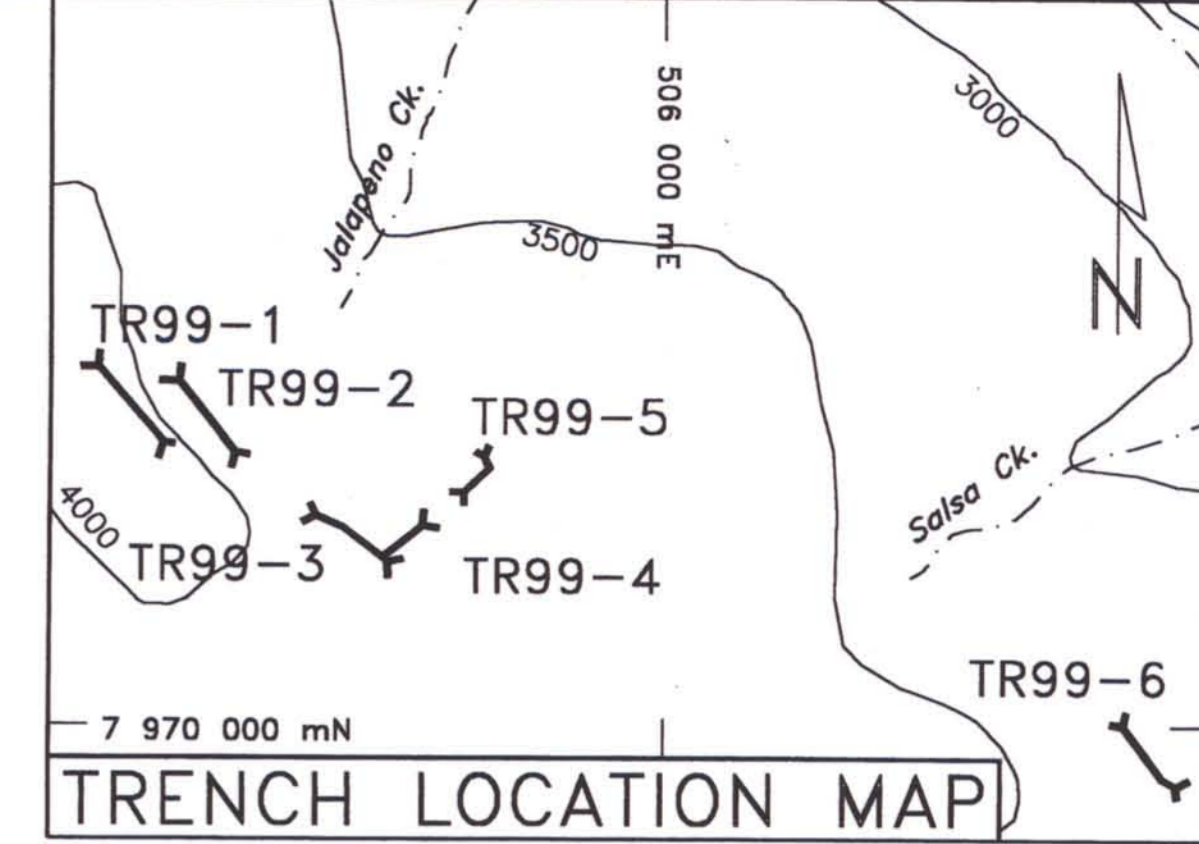 Jalapeno Ck.
506 000 mE
3000
3500
N
TR99-1
TR99-2
TR99-5
4000
Salsa Ck.
TR99-3
TR99-4
TR99-6
7 970 000 mN
TRENCH LOCATION MAP